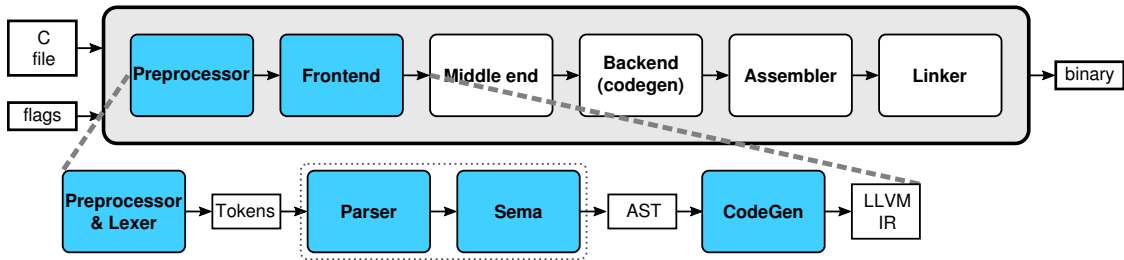 C
file
flags
Preprocessor
Frontend
Middle end
Backend
(codegen)
Assembler
Linker
binary
Preprocessor
& Lexer
Tokens
Parser
Sema
AST
CodeGen
LLVM
IR